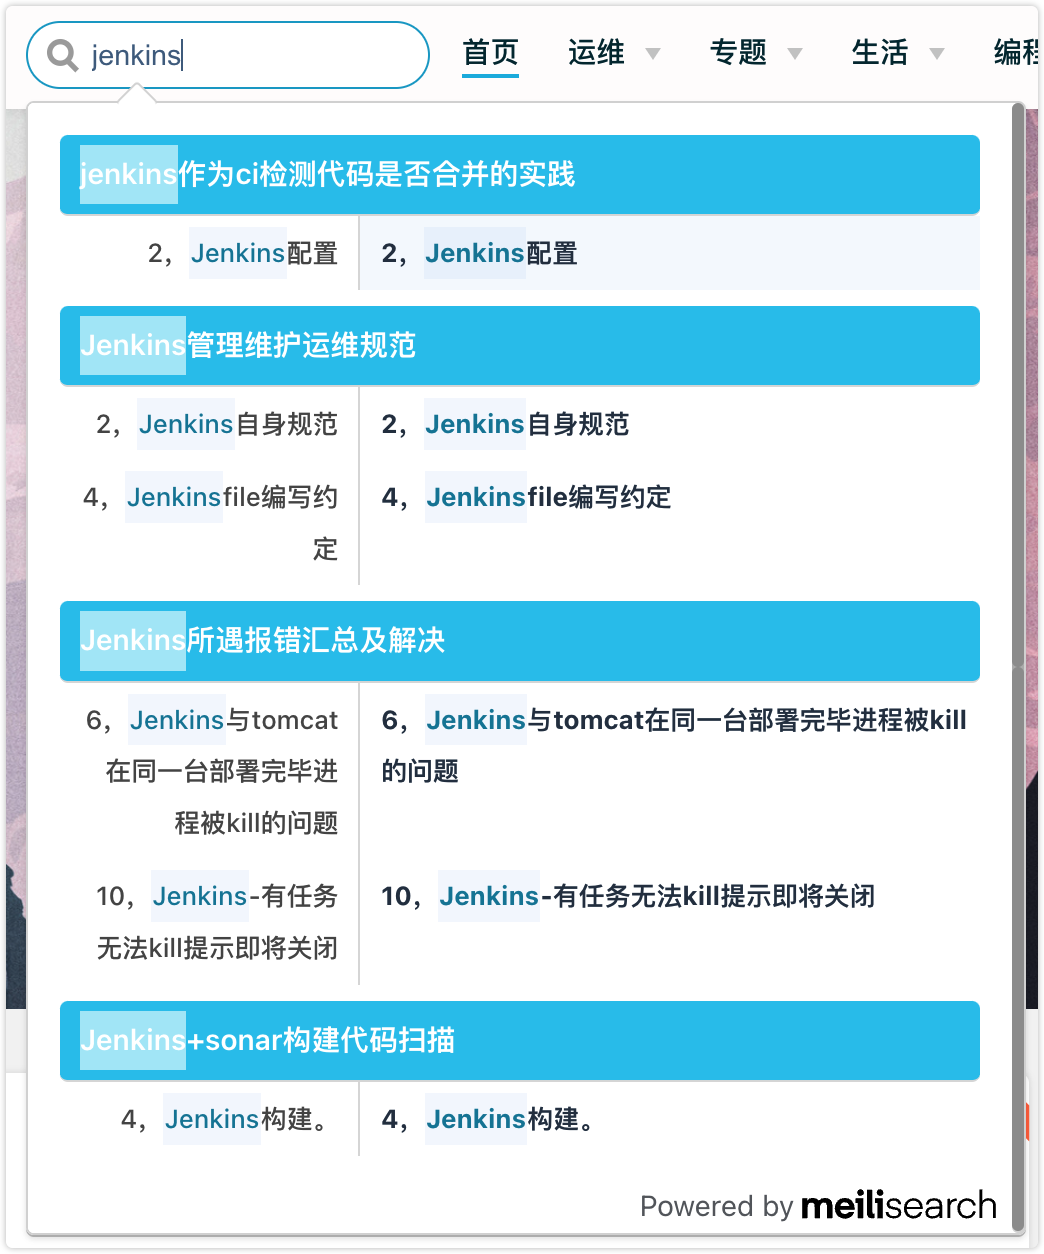 jenkins 首页 运维 专题 生活 编程
jenkins作为ci检测代码是否合并的实践
2，Jenkins配置 2，Jenkins配置
Jenkins管理维护运维规范
2，Jenkins自身规范 2，Jenkins自身规范
4，Jenkinsfile编写约 4，Jenkinsfile编写约定
定
Jenkins所遇报错汇总及解决
6，Jenkins与tomcat 6，Jenkins与tomcat在同一台部署完毕进程被kill
在同一台部署完毕进 的问题
程被kill的问题
10，Jenkins-有任务 10，Jenkins-有任务无法kill提示即将关闭
无法kill提示即将关闭
Jenkins+sonar构建代码扫描
4，Jenkins构建。 4，Jenkins构建。
Powered by meilisearch